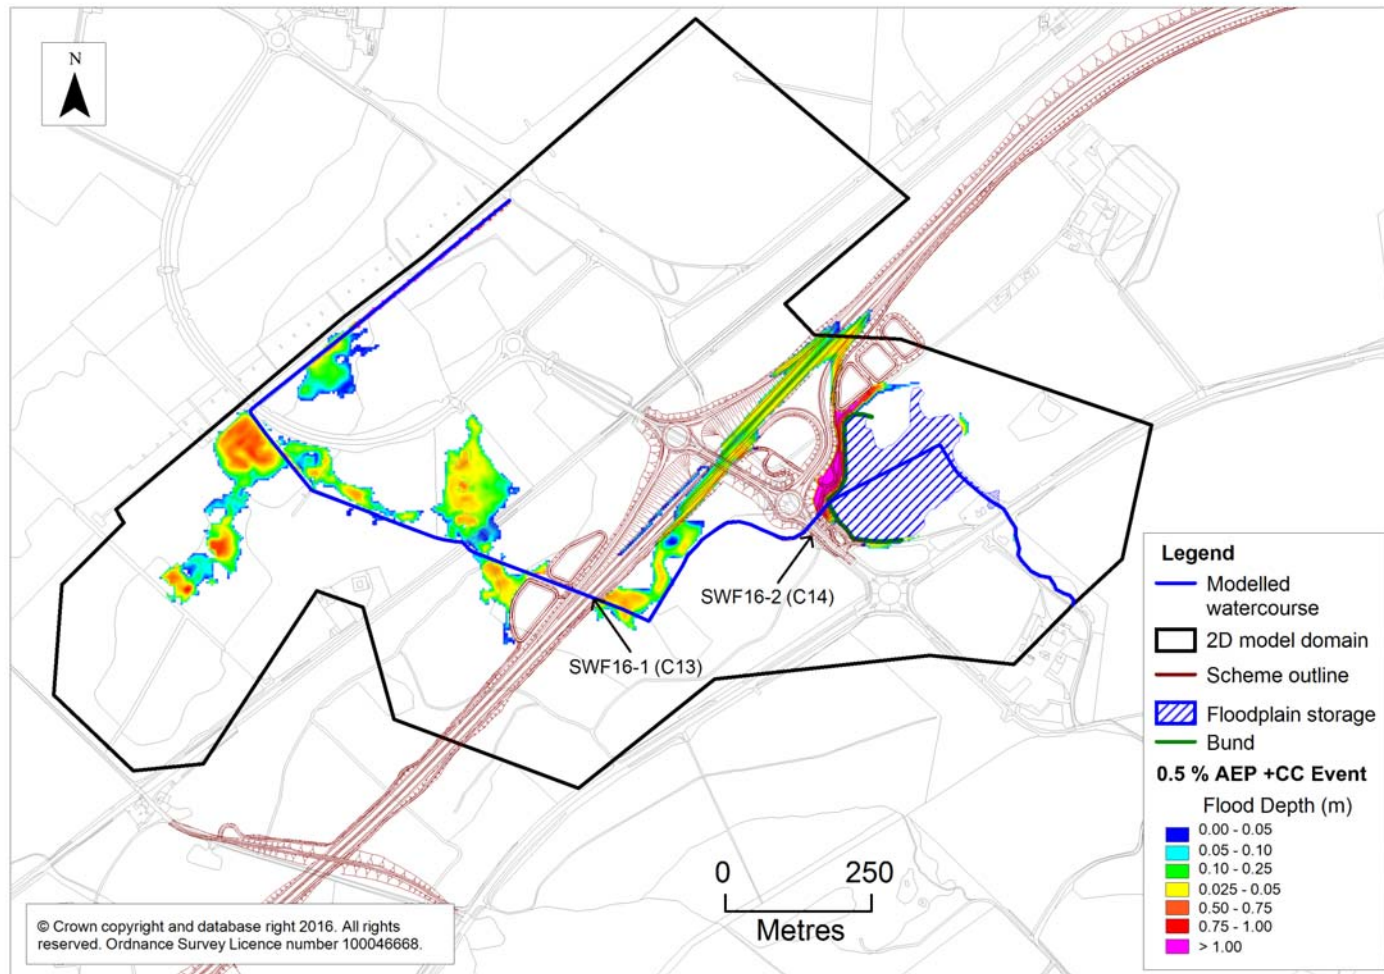 N
SWF16-2 (C14)
SWF16-1 (C13)
0 250
Metres
© Crown copyright and database right 2016. All rights
reserved. Ordnance Survey Licence number 100046668.
Legend
Modelled
watercourse
2D model domain
Scheme outline
Floodplain storage
Bund
0.5 % AEP +CC Event
Flood Depth (m)
0.00 - 0.05
0.05 - 0.10
0.10 - 0.25
0.025 - 0.05
0.50 - 0.75
0.75 - 1.00
> 1.00